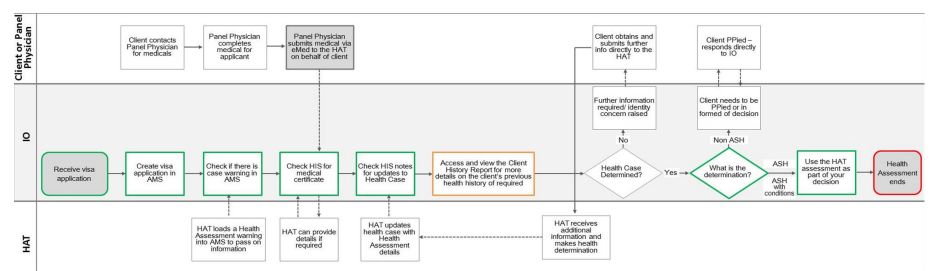 Client or Panel
Physician
Client contacts
Panel Physician
for medicals
Panel Physician
completes
medical for
applicant
Panel Physician
submits medical via
eMed to the HAT
on behalf of client
Client obtains and
submits further
info directly to the
HAT
Client PPied –
responds directly
to IO
IO
Further information
required/ identity
concern raised
Client needs to be
PPied or in
formed of decision
No
Non ASH
Receive visa
application
Create visa
application in
AMS
Check if there is
case warning in
AMS
Check HIS for
medical
certificate
Check HIS notes
for updates to
Health Case
Access and view the Client
History Report for more
details on the client's previous
health history of required
Health Case
Determined?
Yes
What is the
determination?
ASH
ASH
with
conditions
Use the HAT
assessment as
part of your
decision
Health
Assessment
ends
HAT
HAT loads a Health
Assessment warning
into AMS to pass on
information
HAT can provide
details if
required
HAT updates
health case with
Health
Assessment
details
HAT receives
additional
information and
makes health
determination